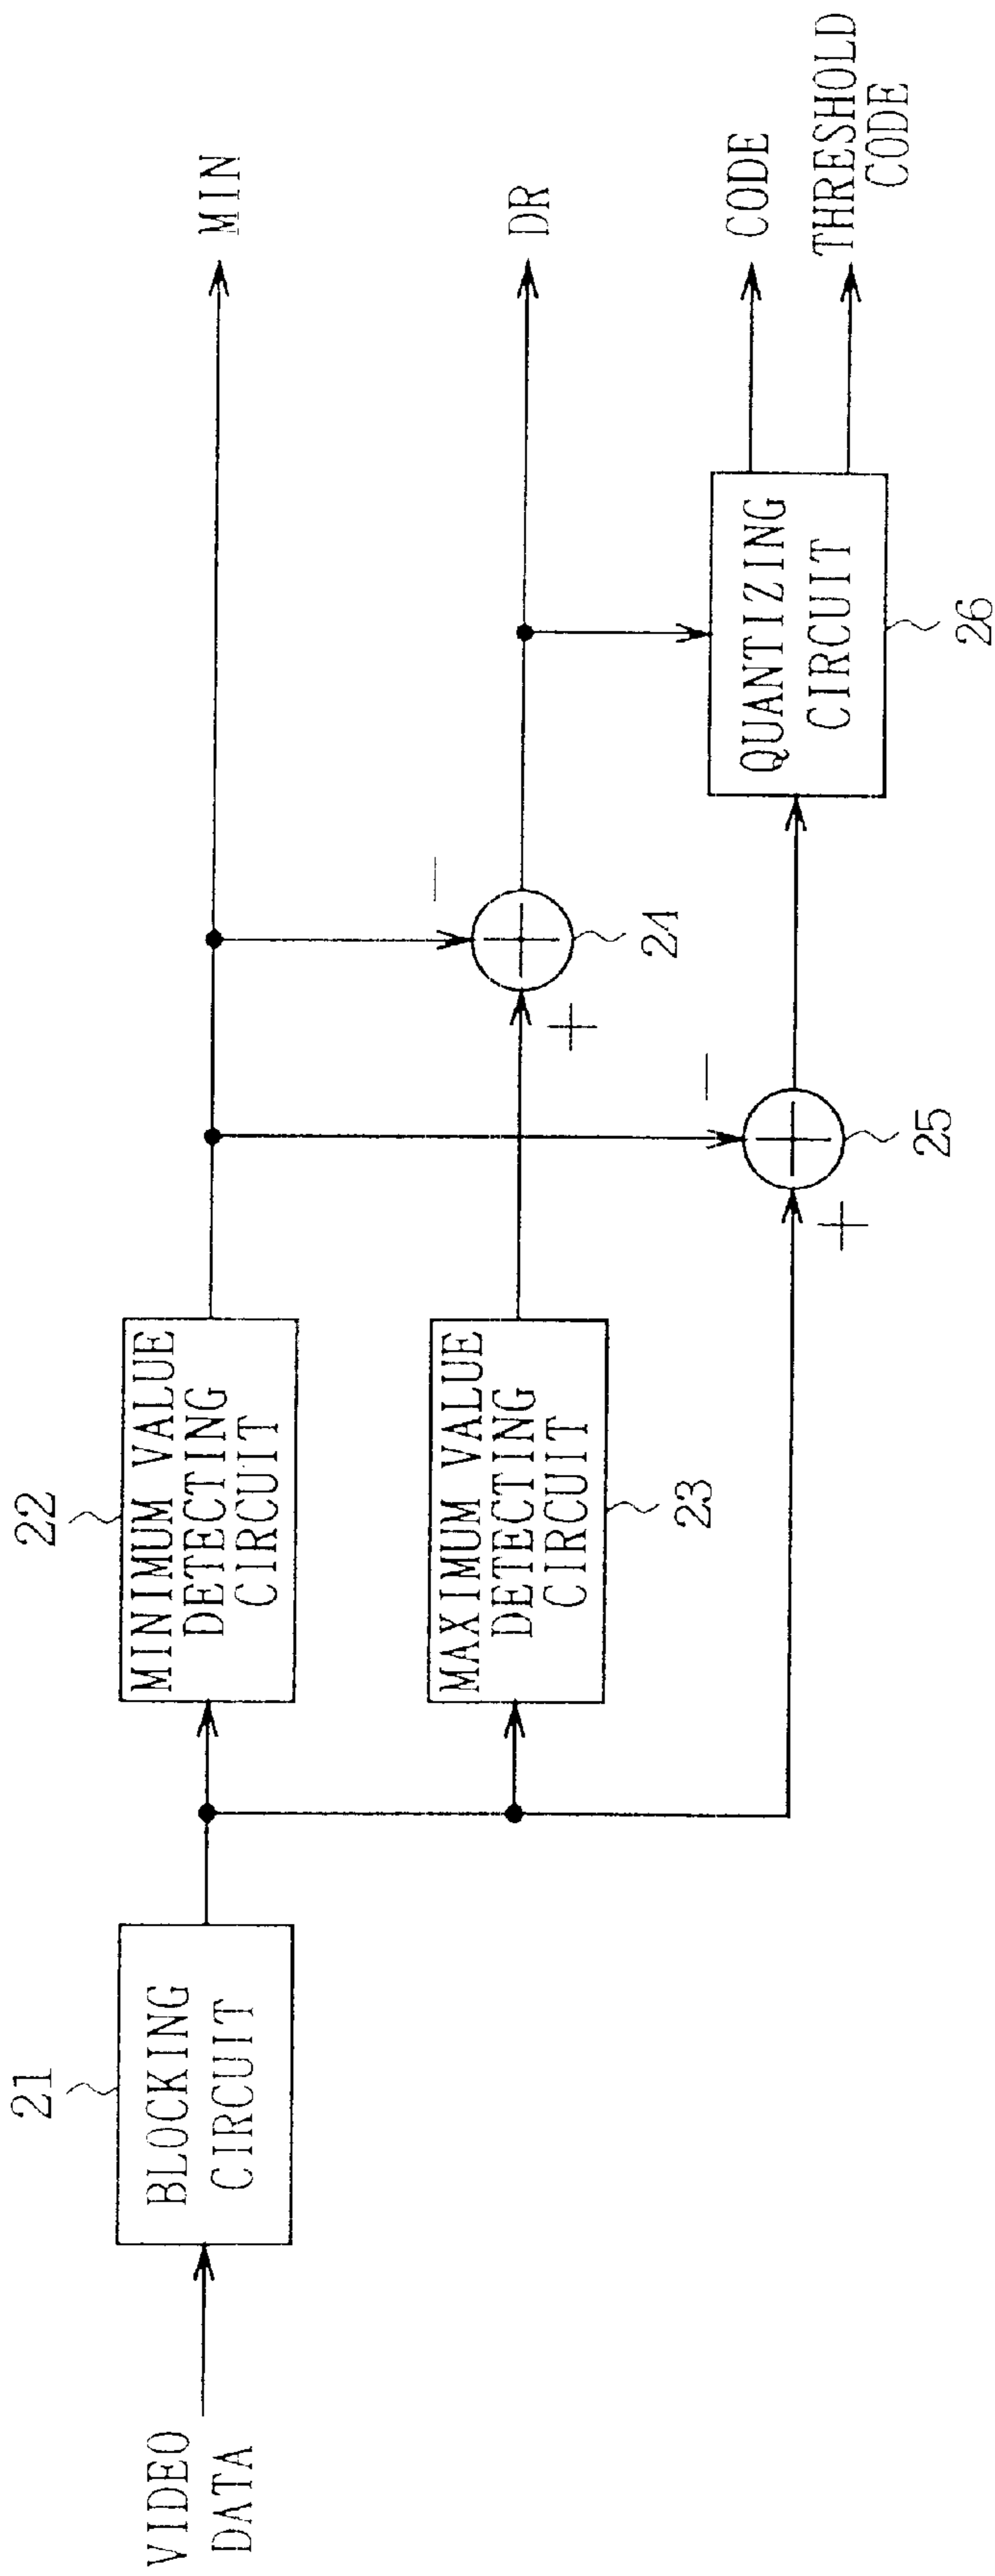 VIDEO
DATA
21
BLOCKING
CIRCUIT
22
MINIMUM VALUE
DETECTING
CIRCUIT
MAXIMUM VALUE
DETECTING
CIRCUIT
23
−
+
24
−
+
25
QUANTIZING
CIRCUIT
26
MIN
DR
CODE
THRESHOLD
CODE